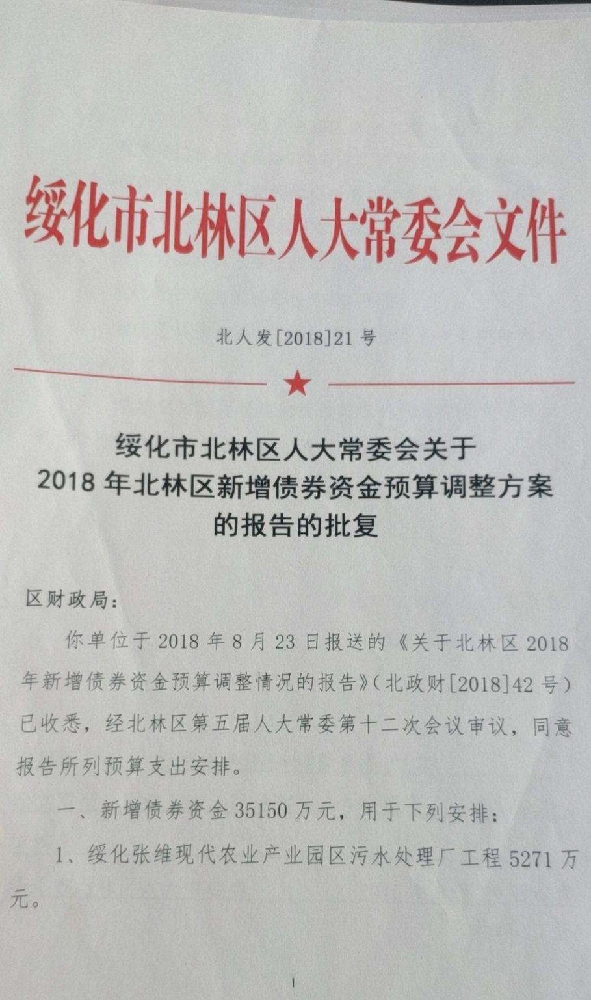 绥化市北林区人大常委会文件
北人发[2018]21号
绥化市北林区人大常委会关于
2018年北林区新增债券资金预算调整方案
的报告的批复
区财政局：
你单位于2018年8月23日报送的《关于北林区2018
年新增债券资金预算调整情况的报告》（北政财[2018]42号）
已收悉，经北林区第五届人大常委第十二次会议审议，同意
报告所列预算支出安排。
一、新增债券资金35150万元，用于下列安排：
1、绥化张维现代农业产业园区污水处理厂工程5271万
元。
1